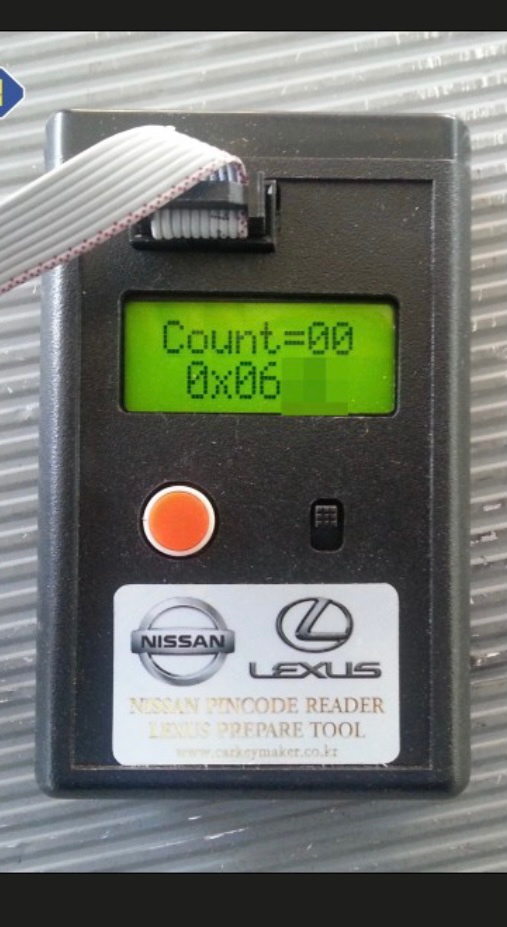 Count=00
0x06
NISSAN
LEXUS
NISSAN PINCODE READER
LEXUS PREPARE TOOL
www.carkeymaker.co.kr